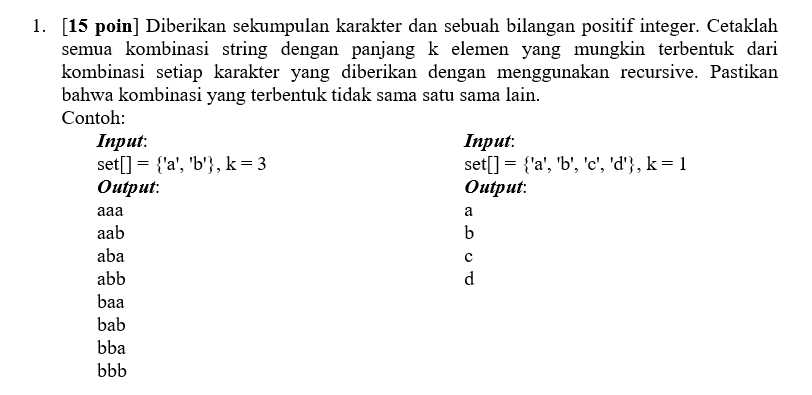 1. [15 poin] Diberikan sekumpulan karakter dan sebuah bilangan positif integer. Cetaklah
semua kombinasi string dengan panjang k elemen yang mungkin terbentuk dari
kombinasi setiap karakter yang diberikan dengan menggunakan recursive. Pastikan
bahwa kombinasi yang terbentuk tidak sama satu sama lain.
Contoh:
Input:
set[] = {'a', 'b'}, k = 3
Output:
aaa
aab
aba
abb
baa
bab
bba
bbb
Input:
set[] = {'a', 'b', 'c', 'd'}, k = 1
Output:
a
b
c
d